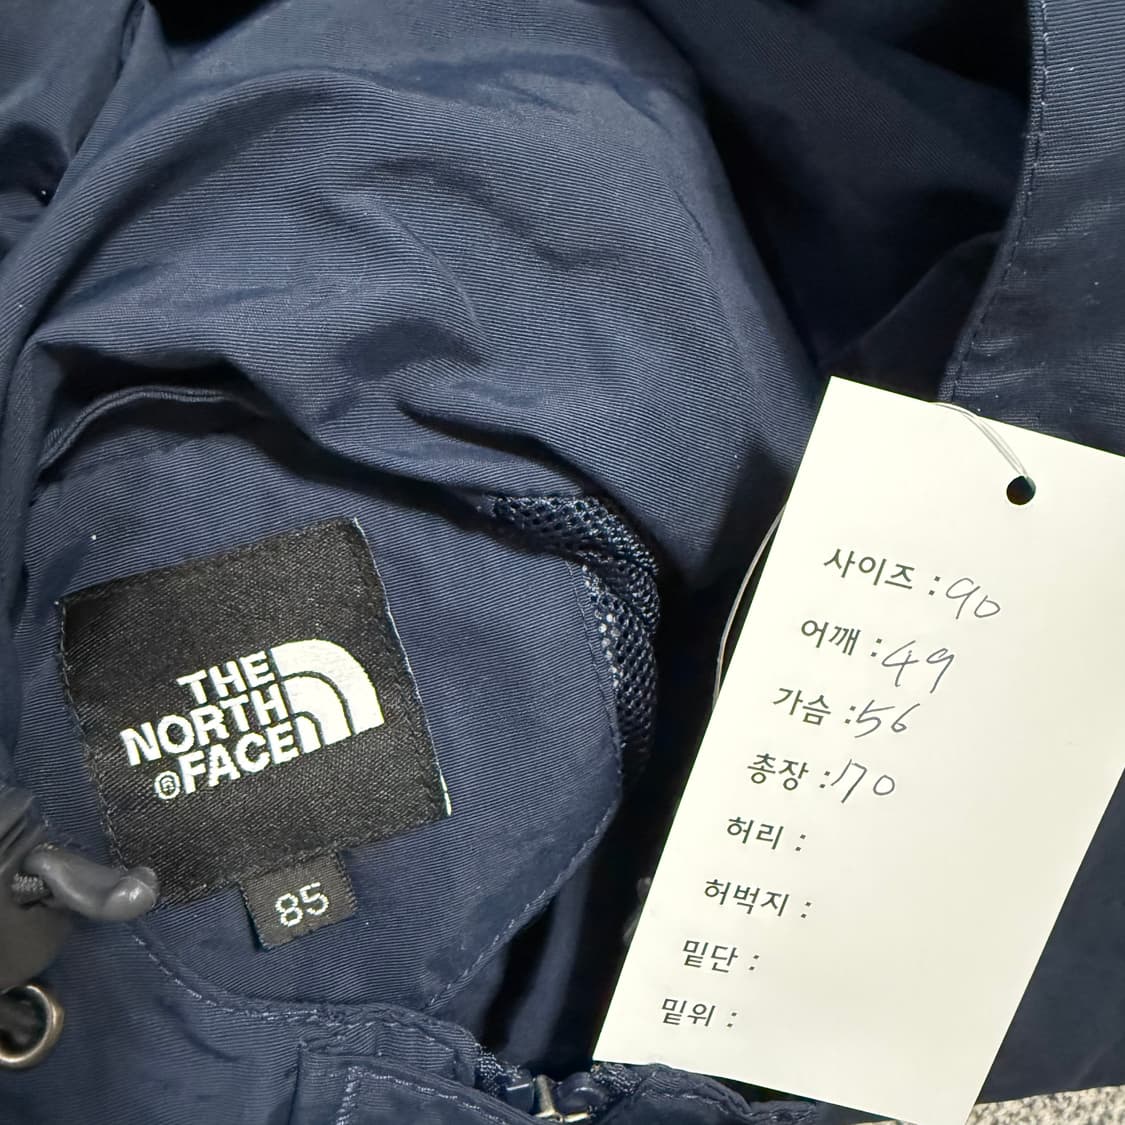 THE
NORTH
®FACE
85
사이즈 : 90
어깨 : 49
가슴 : 56
총장 : 70
허리 :
허벅지 :
밑단 :
밑위 :